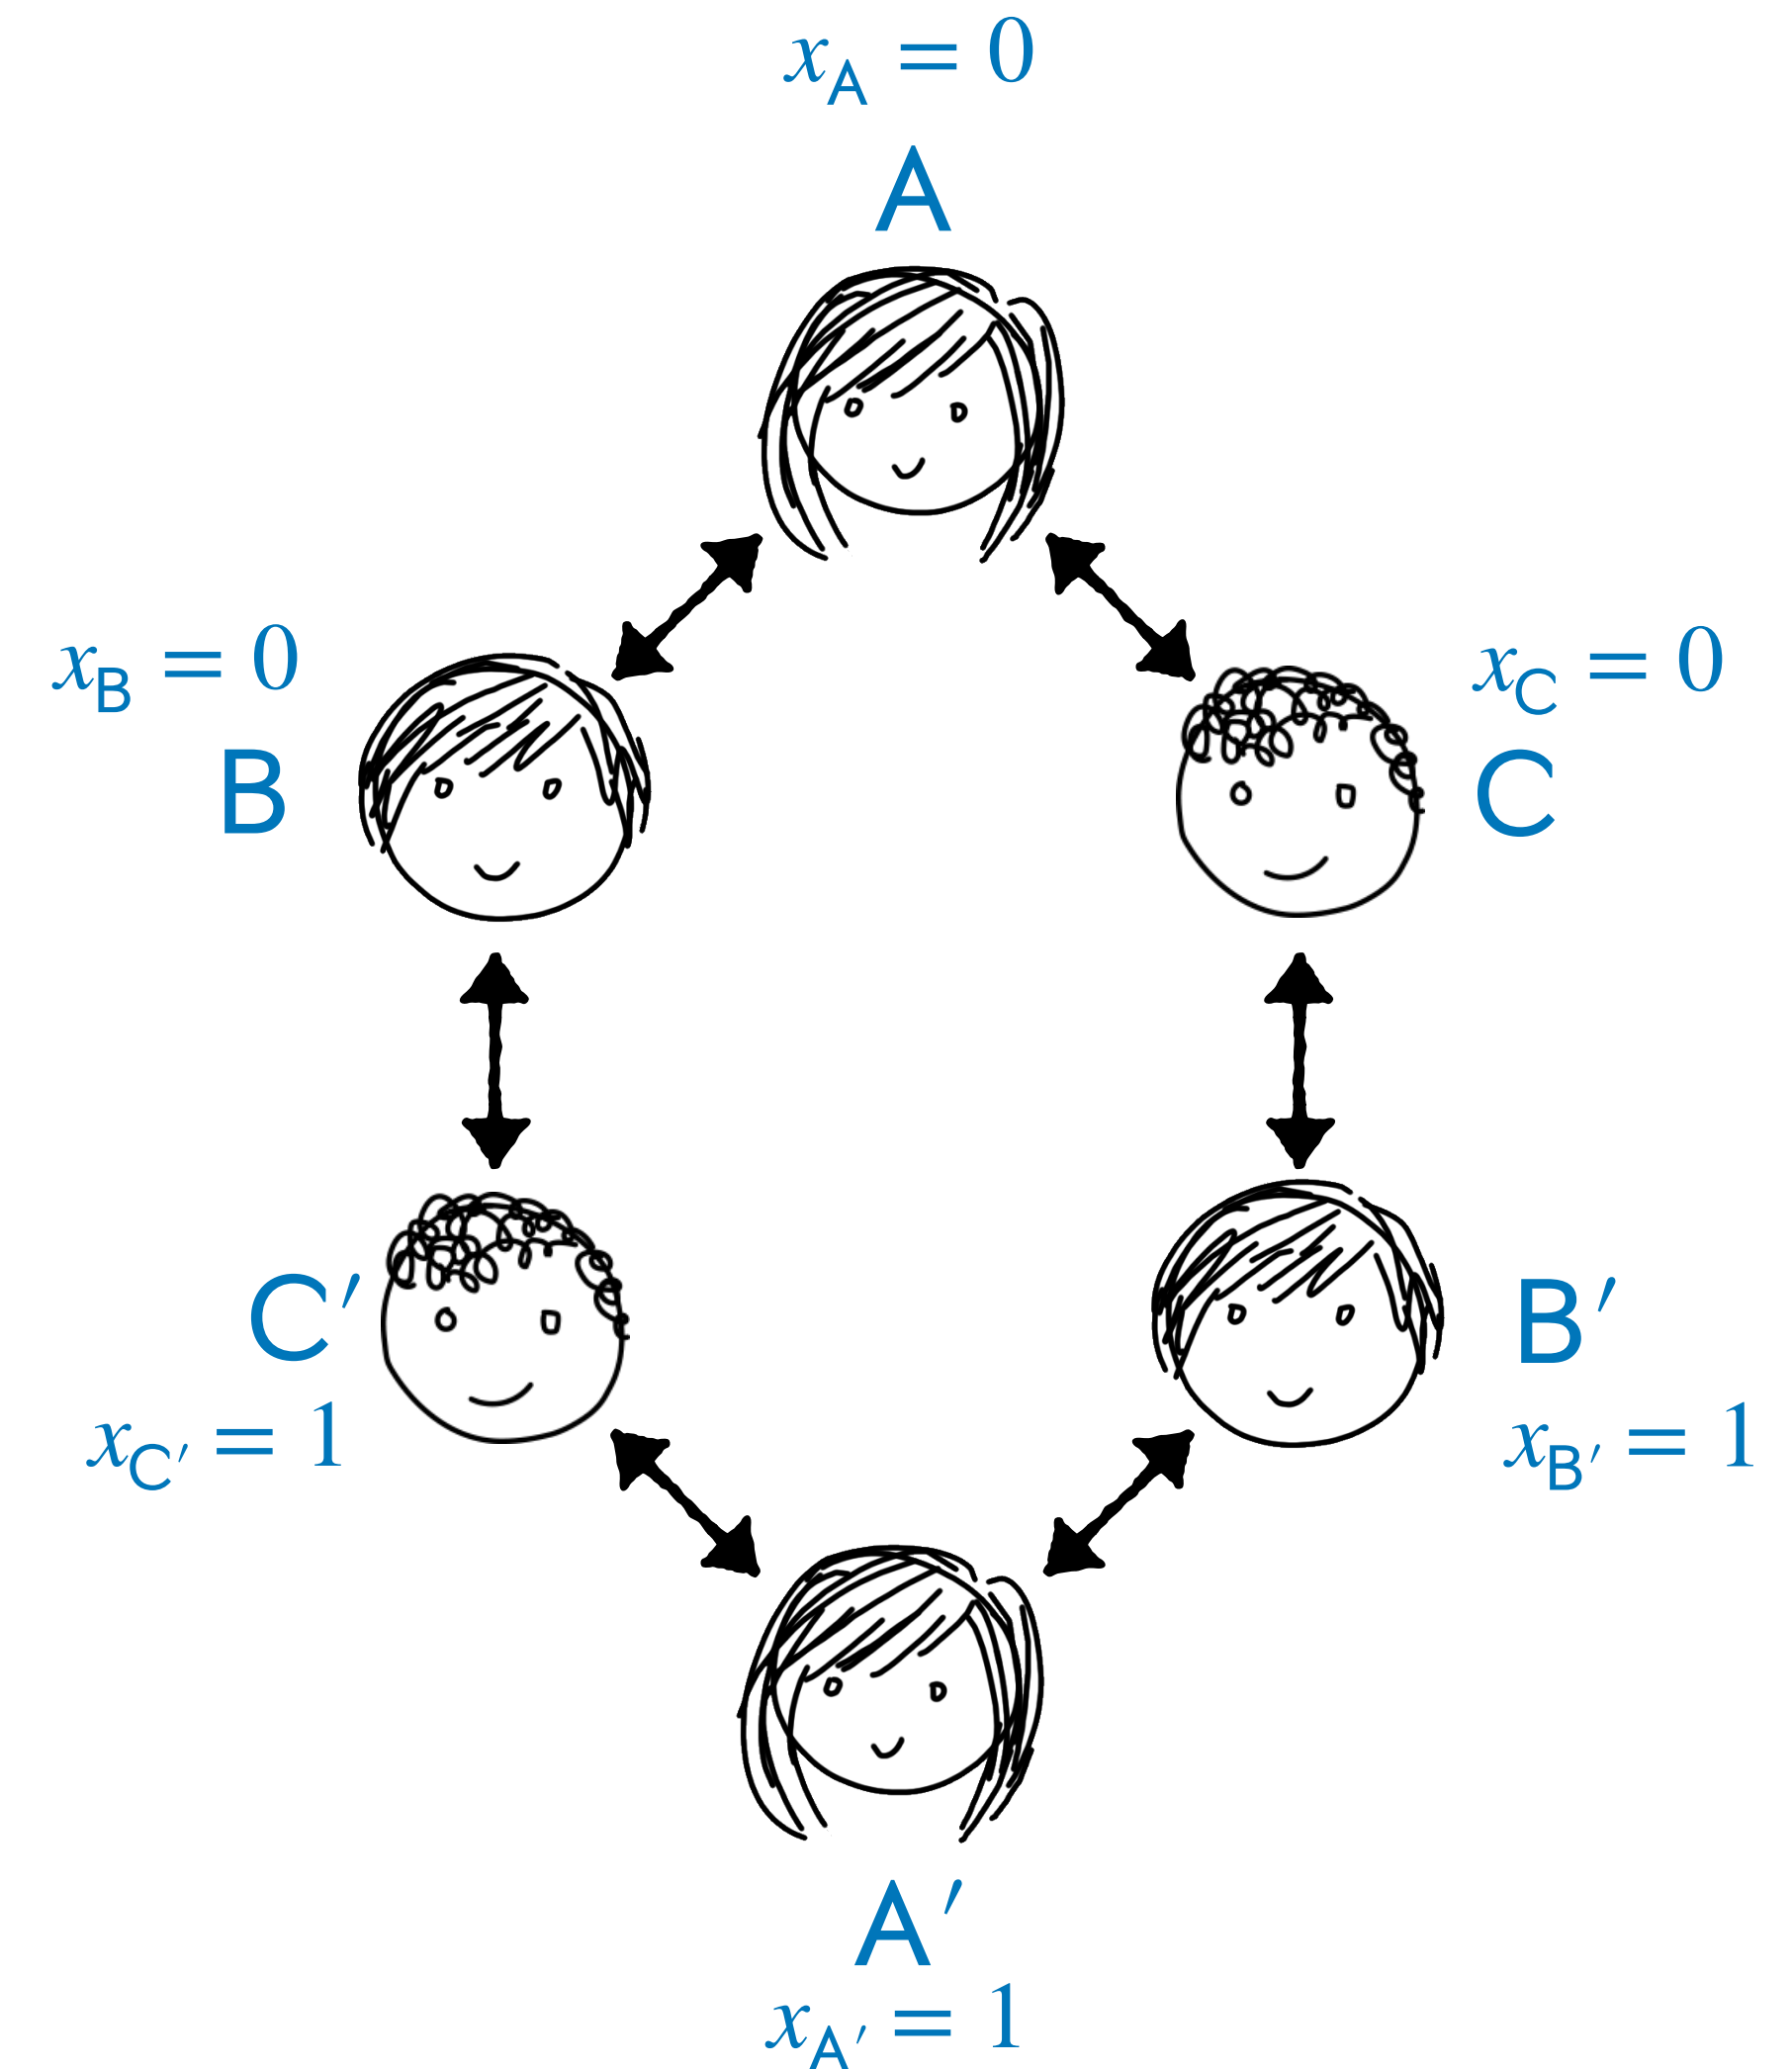 x_A = 0
A
x_B = 0
x_C = 0
B
C
C′
B′
x_C′ = 1
x_B′ = 1
A′
x_A′ = 1